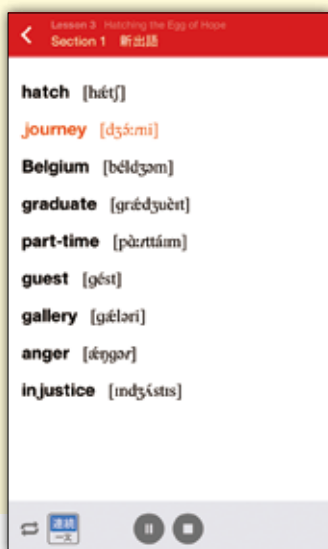 Lesson 3 Hatching the Egg of Hope
Section 1 新出語
hatch [hǽtʃ]
journey [dʒə́ːrni]
Belgium [béldʒəm]
graduate [grǽdʒuèɪt]
part-time [pàːrttáɪm]
guest [gést]
gallery [gǽləri]
anger [ǽŋgər]
injustice [ɪndʒʌ́stɪs]
連続
一文